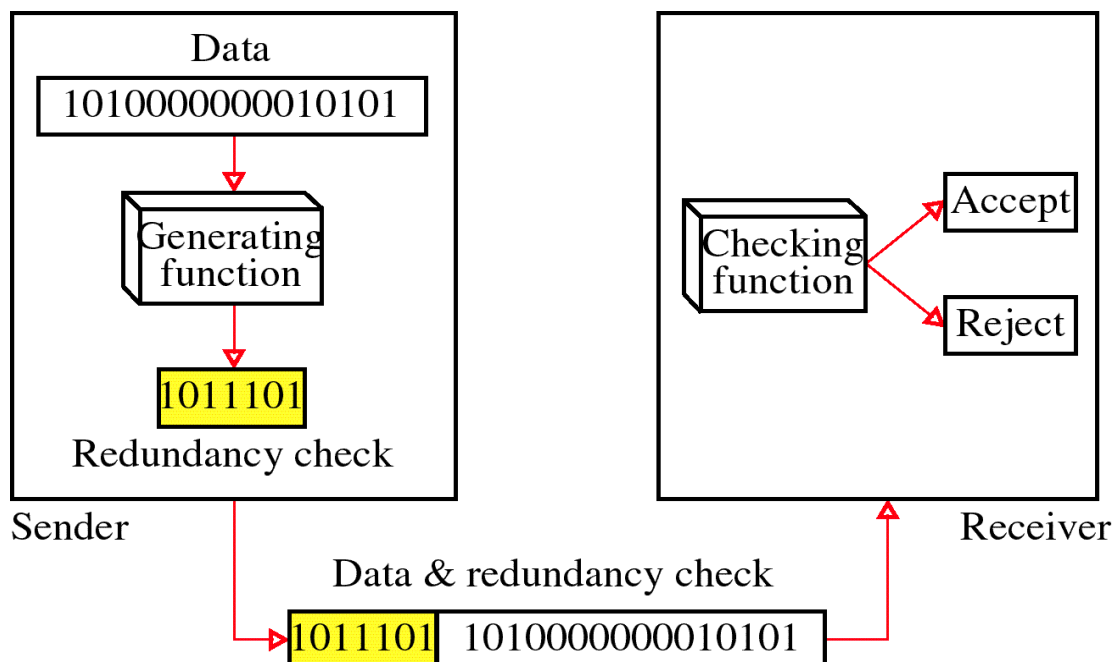 Data
1010000000010101
Generating
function
1011101
Redundancy check
Sender
Checking
function
Accept
Reject
Receiver
Data & redundancy check
1011101 1010000000010101